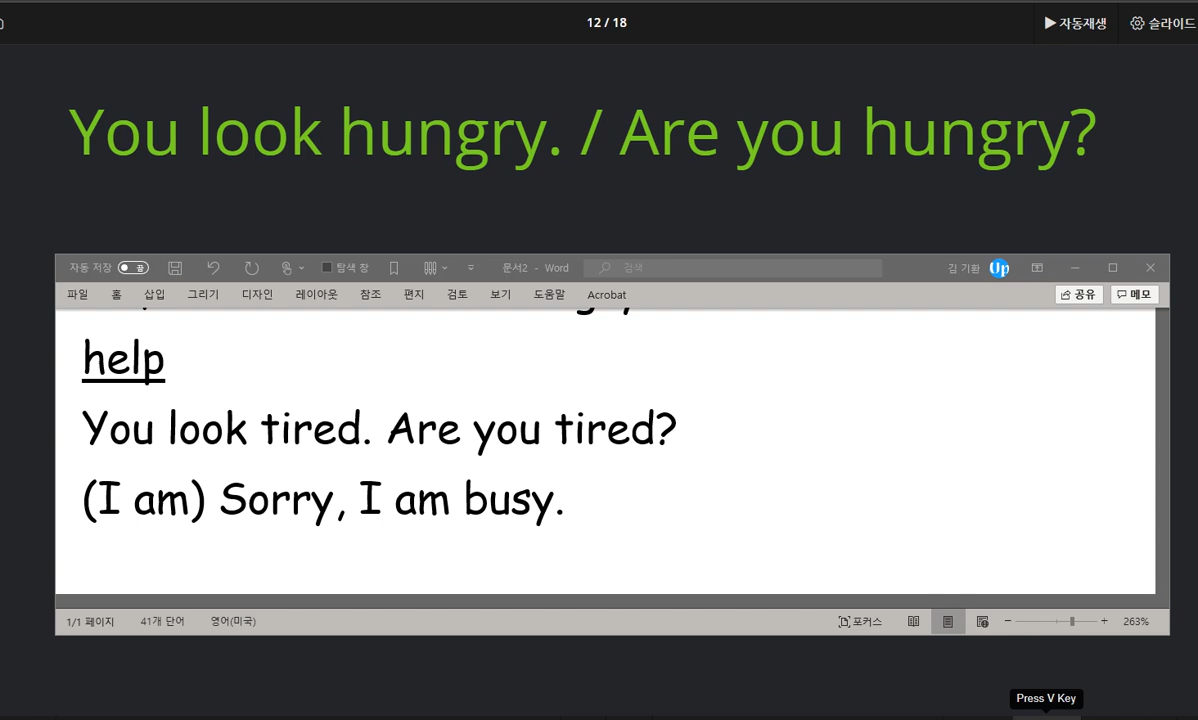 12 / 18
자동재생
슬라이드
You look hungry. / Are you hungry?
자동 저장 끔 탐색 창 문서2 - Word 검색 김 기환 Up
파일 홈 삽입 그리기 디자인 레이아웃 참조 편지 검토 보기 도움말 Acrobat 공유 메모
help
You look tired. Are you tired?
(I am) Sorry, I am busy.
1/1 페이지 41개 단어 영어(미국) 포커스 263%
Press V Key